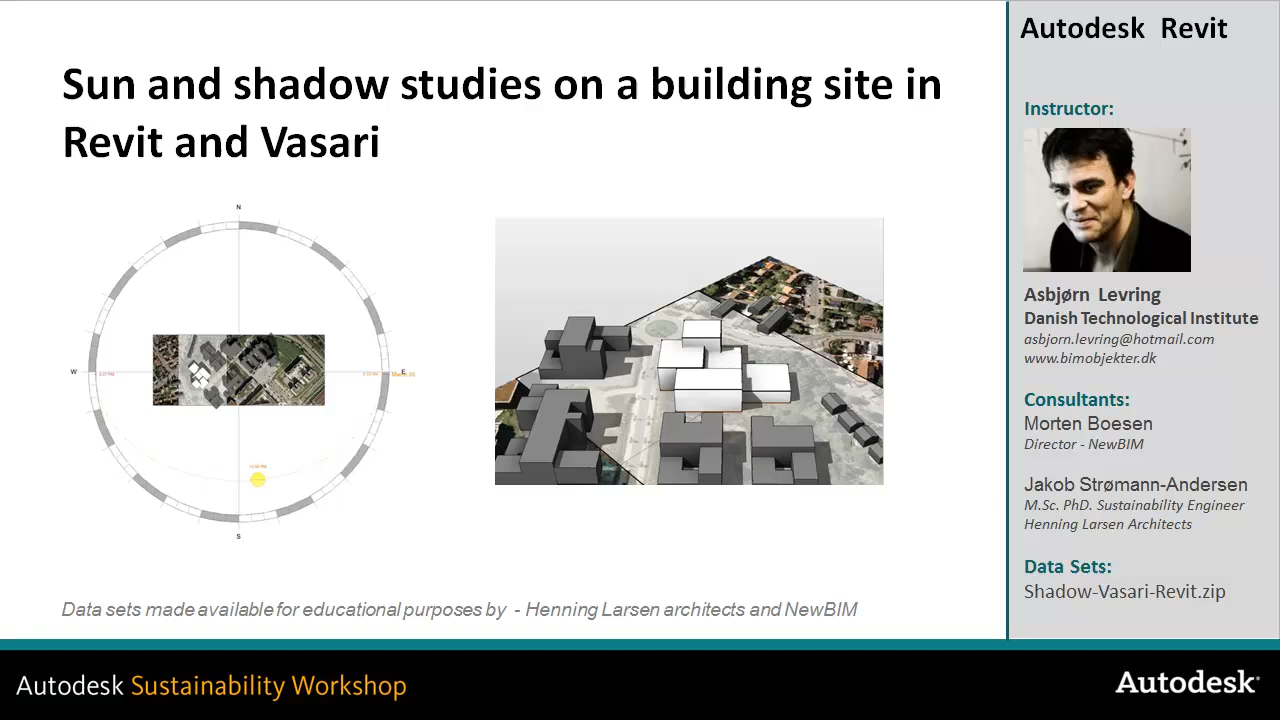 Sun and shadow studies on a building site in
Revit and Vasari
N
W
E
S
Data sets made available for educational purposes by - Henning Larsen architects and NewBIM
Autodesk Revit
Instructor:
Asbjørn Levring
Danish Technological Institute
asbjorn.levring@hotmail.com
www.bimobjekter.dk
Consultants:
Morten Boesen
Director - NewBIM
Jakob Strømann-Andersen
M.Sc. PhD. Sustainability Engineer
Henning Larsen Architects
Data Sets:
Shadow-Vasari-Revit.zip
Autodesk Sustainability Workshop
Autodesk